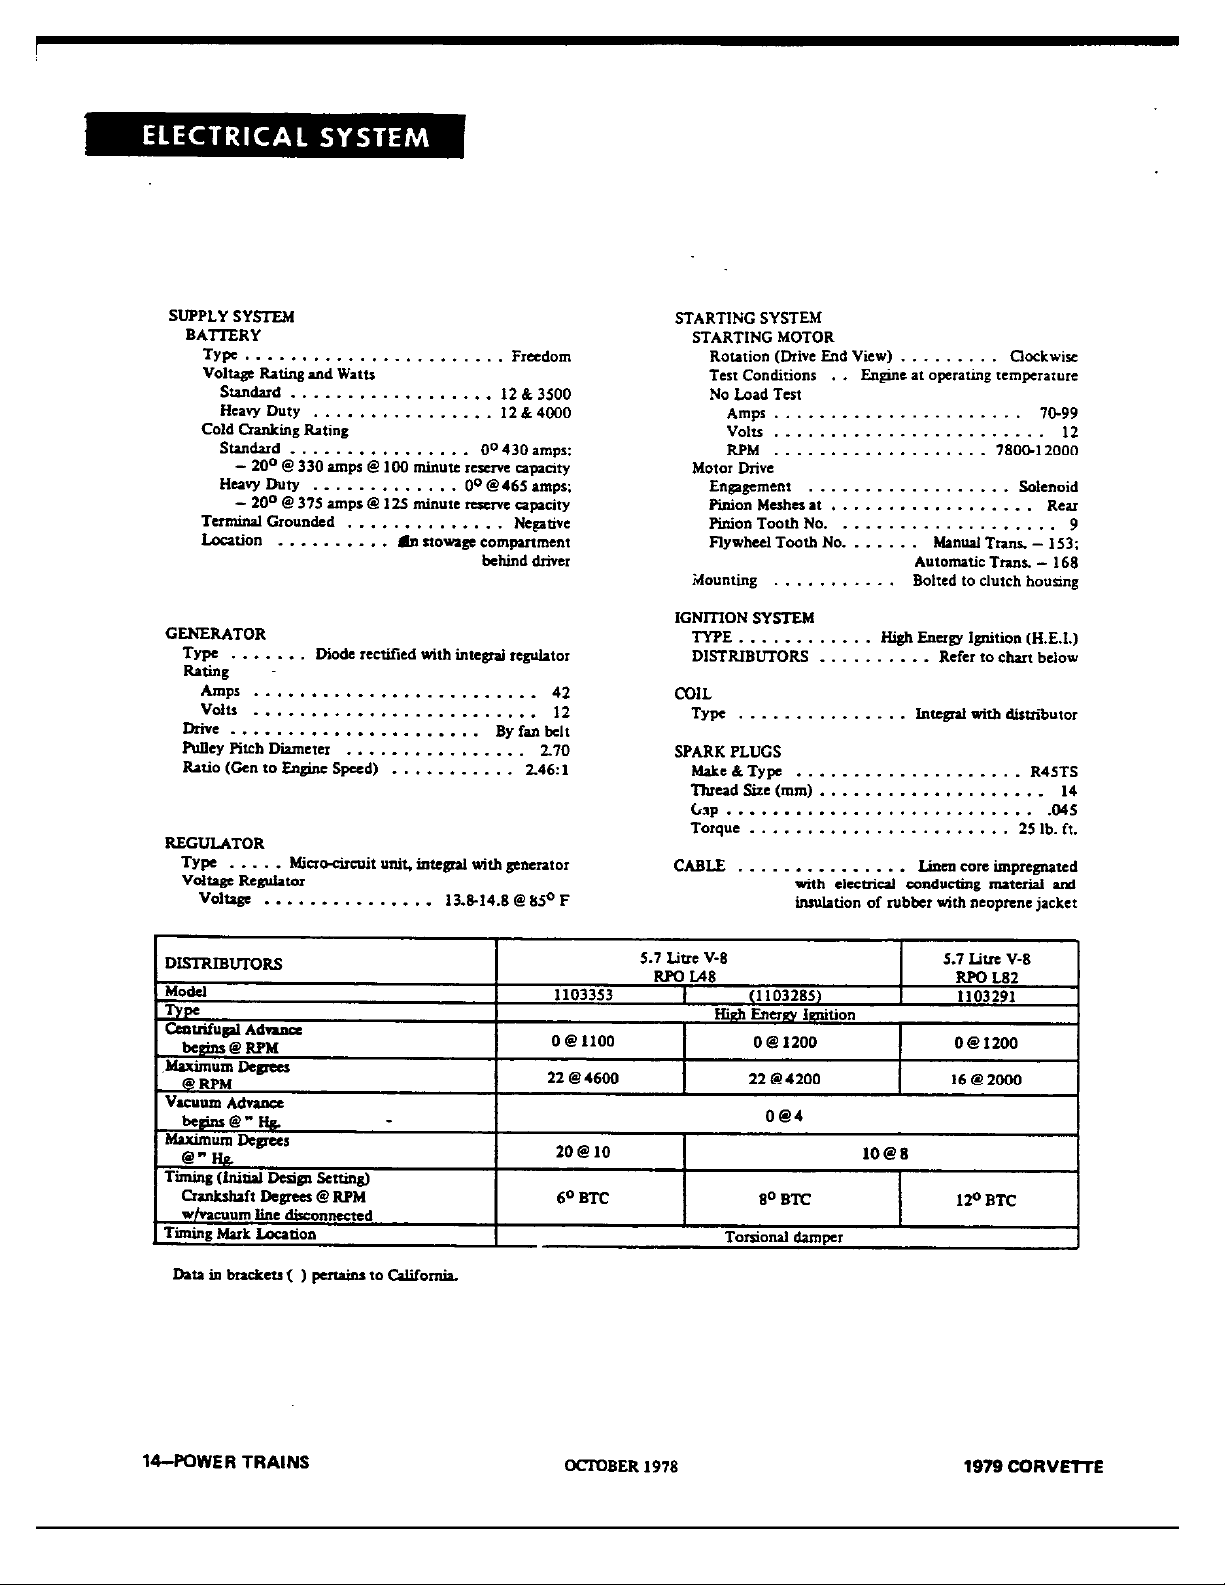 ELECTRICAL SYSTEM
SUPPLY SYSTEM
BATTERY
Type . . . . . . . . . . . . . . . . . . . . . . . Freedom
Voltage Rating and Watts
Standard . . . . . . . . . . . . . . . . . . 12 & 3500
Heavy Duty . . . . . . . . . . . . . . . . 12 & 4000
Cold Cranking Rating
Standard . . . . . . . . . . . . . . . . 0° 430 amps;
– 20° @ 330 amps @ 100 minute reserve capacity
Heavy Duty . . . . . . . . . . . . . 0° @ 465 amps;
– 20° @ 375 amps @ 125 minute reserve capacity
Terminal Grounded . . . . . . . . . . . . . . Negative
Location . . . . . . . . . . In stowage compartment
behind driver
GENERATOR
Type . . . . . . . Diode rectified with integral regulator
Rating
Amps . . . . . . . . . . . . . . . . . . . . . . . . . 42
Volts . . . . . . . . . . . . . . . . . . . . . . . . . 12
Drive . . . . . . . . . . . . . . . . . . . . . . By fan belt
Pulley Pitch Diameter . . . . . . . . . . . . . . . . 2.70
Ratio (Gen to Engine Speed) . . . . . . . . . . . 2.46:1
REGULATOR
Type . . . . . Micro-circuit unit, integral with generator
Voltage Regulator
Voltage . . . . . . . . . . . . . . . 13.8-14.8 @ 85° F
STARTING SYSTEM
STARTING MOTOR
Rotation (Drive End View) . . . . . . . . . Clockwise
Test Conditions . . Engine at operating temperature
No Load Test
Amps . . . . . . . . . . . . . . . . . . . . . . 70-99
Volts . . . . . . . . . . . . . . . . . . . . . . . . 12
RPM . . . . . . . . . . . . . . . . . . . 7800-12000
Motor Drive
Engagement . . . . . . . . . . . . . . . . . . Solenoid
Pinion Meshes at . . . . . . . . . . . . . . . . . . Rear
Pinion Tooth No. . . . . . . . . . . . . . . . . . . . 9
Flywheel Tooth No. . . . . . . Manual Trans. – 153;
Automatic Trans. – 168
Mounting . . . . . . . . . . . Bolted to clutch housing
IGNITION SYSTEM
TYPE . . . . . . . . . . . . High Energy Ignition (H.E.I.)
DISTRIBUTORS . . . . . . . . . . Refer to chart below
COIL
Type . . . . . . . . . . . . . . . Integral with distributor
SPARK PLUGS
Make & Type . . . . . . . . . . . . . . . . . . . . R45TS
Thread Size (mm) . . . . . . . . . . . . . . . . . . . . 14
Gap . . . . . . . . . . . . . . . . . . . . . . . . . . . .045
Torque . . . . . . . . . . . . . . . . . . . . . . . 25 lb. ft.
CABLE . . . . . . . . . . . . . . . Linen core impregnated
with electrical conducting material and
insulation of rubber with neoprene jacket
DISTRIBUTORS 5.7 Litre V-8 RPO L48 5.7 Litre V-8 RPO L82
Model 1103353 (1103285) 1103291
Type High Energy Ignition
Centrifugal Advance
begins @ RPM 0 @ 1100 0 @ 1200 0 @ 1200
Maximum Degrees
@ RPM 22 @ 4600 22 @ 4200 16 @ 2000
Vacuum Advance
begins @ " Hg. 0 @ 4
Maximum Degrees
@ " Hg. 20 @ 10 10 @ 8
Timing (Initial Design Setting)
Crankshaft Degrees @ RPM 6° BTC 8° BTC 12° BTC
w/vacuum line disconnected
Timing Mark Location Torsional damper
Data in brackets ( ) pertains to California.
14–POWER TRAINS OCTOBER 1978 1979 CORVETTE